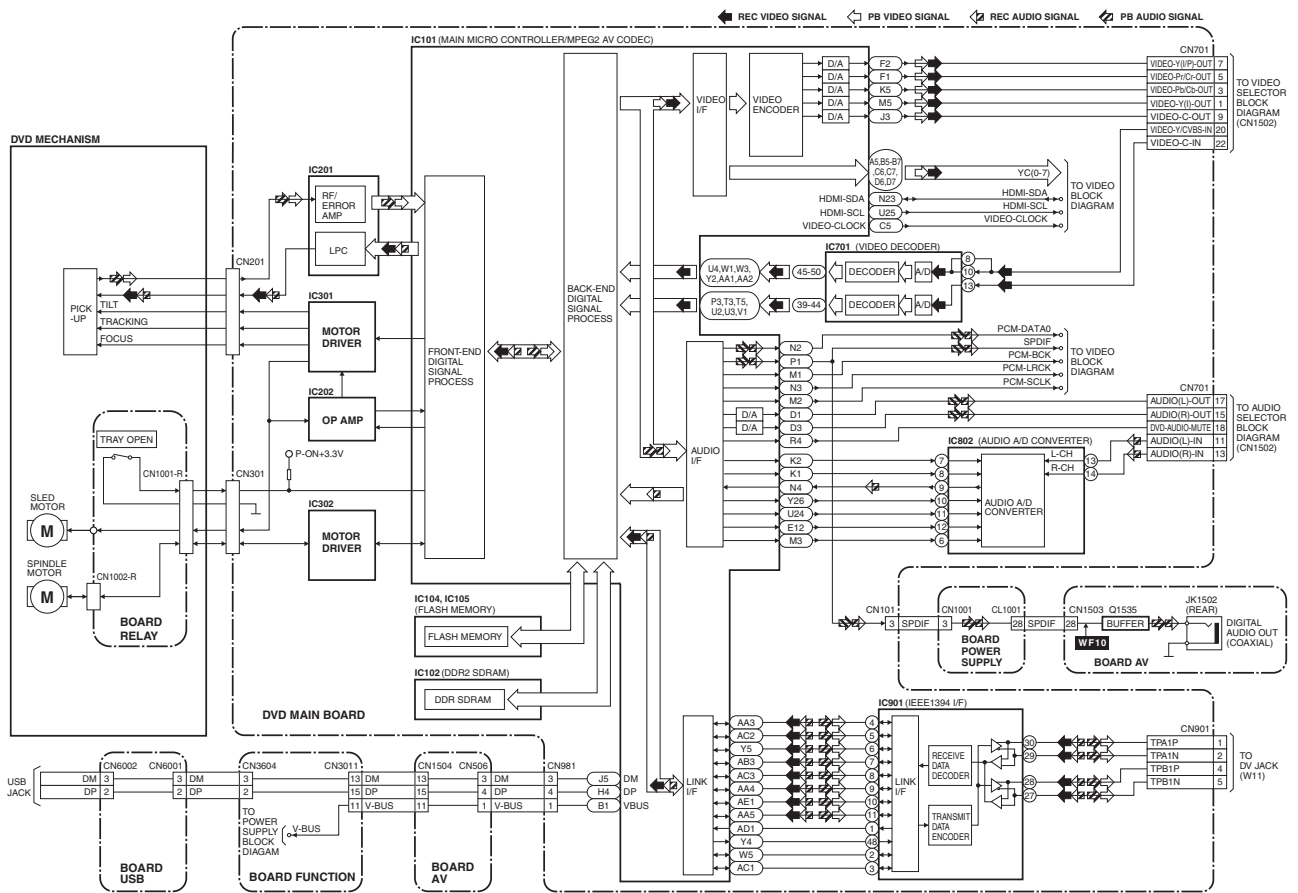 REC VIDEO SIGNAL PB VIDEO SIGNAL REC AUDIO SIGNAL PB AUDIO SIGNAL
IC101 (MAIN MICRO CONTROLLER/MPEG2 AV CODEC)
CN701
D/A F2 VIDEO-Y(I/P)-OUT 7
D/A F1 VIDEO-Pr/Cr-OUT 5
D/A K5 VIDEO-Pb/Cb-OUT 3
D/A M5 VIDEO-Y(I)-OUT 1
D/A J3 VIDEO-C-OUT 9
VIDEO-Y/CVBS-IN 20
VIDEO-C-IN 22
TO VIDEO
SELECTOR
BLOCK
DIAGRAM
(CN1502)
VIDEO
I/F
VIDEO
ENCODER
DVD MECHANISM
IC201
RF/
ERROR
AMP
LPC
A5,B5-B7
,C6,C7,
D6,D7
YC(0-7)
HDMI-SDA N23 HDMI-SDA
HDMI-SCL U25 HDMI-SCL
VIDEO-CLOCK C5 VIDEO-CLOCK
TO VIDEO
BLOCK
DIAGRAM
CN201
IC701 (VIDEO DECODER)
U4,W1,W3,
Y2,AA1,AA2
45-50
DECODER
A/D
8
10
13
P3,T3,T5,
U2,U3,V1
39-44
DECODER
A/D
PICK
-UP
TILT
TRACKING
FOCUS
IC301
MOTOR
DRIVER
FRONT-END
DIGITAL
SIGNAL
PROCESS
BACK-END
DIGITAL
SIGNAL
PROCESS
IC202
OP AMP
AUDIO
I/F
N2 PCM-DATA0
P1 SPDIF
M1 PCM-BCK
N3 PCM-LRCK
M2 PCM-SCLK
TO VIDEO
BLOCK
DIAGRAM
CN701
D/A D1 AUDIO(L)-OUT 17
D/A D3 AUDIO(R)-OUT 15
R4 DVD-AUDIO-MUTE 18
AUDIO(L)-IN 11
AUDIO(R)-IN 13
TO AUDIO
SELECTOR
BLOCK
DIAGRAM
(CN1502)
IC802 (AUDIO A/D CONVERTER)
L-CH 13
R-CH 14
K2 7
K1 8
N4 9
Y26 10
U24 11
E12 12
M3 6
AUDIO A/D
CONVERTER
TRAY OPEN
CN1001-R
CN301
P-ON+3.3V
SLED
MOTOR
M
SPINDLE
MOTOR
M
CN1002-R
BOARD
RELAY
IC302
MOTOR
DRIVER
IC104, IC105
(FLASH MEMORY)
FLASH MEMORY
IC102 (DDR2 SDRAM)
DDR SDRAM
DVD MAIN BOARD
CN101 CN1001 CL1001 CN1503 Q1535 JK1502
(REAR)
3 SPDIF 3 28 SPDIF 28 BUFFER
WF10
DIGITAL
AUDIO OUT
(COAXIAL)
BOARD
POWER
SUPPLY
BOARD AV
IC901 (IEEE1394 I/F)
LINK
I/F
AA3 4
AC2 5
Y5 6
AB3 7
AC3 8
AA4 9
AE1 10
AA5 11
AD1 1
Y4 48
W5 2
AC1 3
LINK
I/F
RECEIVE
DATA
DECODER
TRANSMIT
DATA
ENCODER
CN901
30 TPA1P 1
29 TPA1N 2
28 TPB1P 4
27 TPB1N 5
TO
DV JACK
(W11)
USB
JACK
CN6002 CN6001 CN3604 CN3011 CN1504 CN506 CN981
DM 3 3 DM 3 13 DM 13 3 DM 3 J5 DM
DP 2 2 DP 2 15 DP 15 4 DP 4 H4 DP
11 V-BUS 11 1 V-BUS 1 B1 VBUS
TO
POWER
SUPPLY
BLOCK
DIAGAM
V-BUS
BOARD
USB
BOARD FUNCTION
BOARD
AV